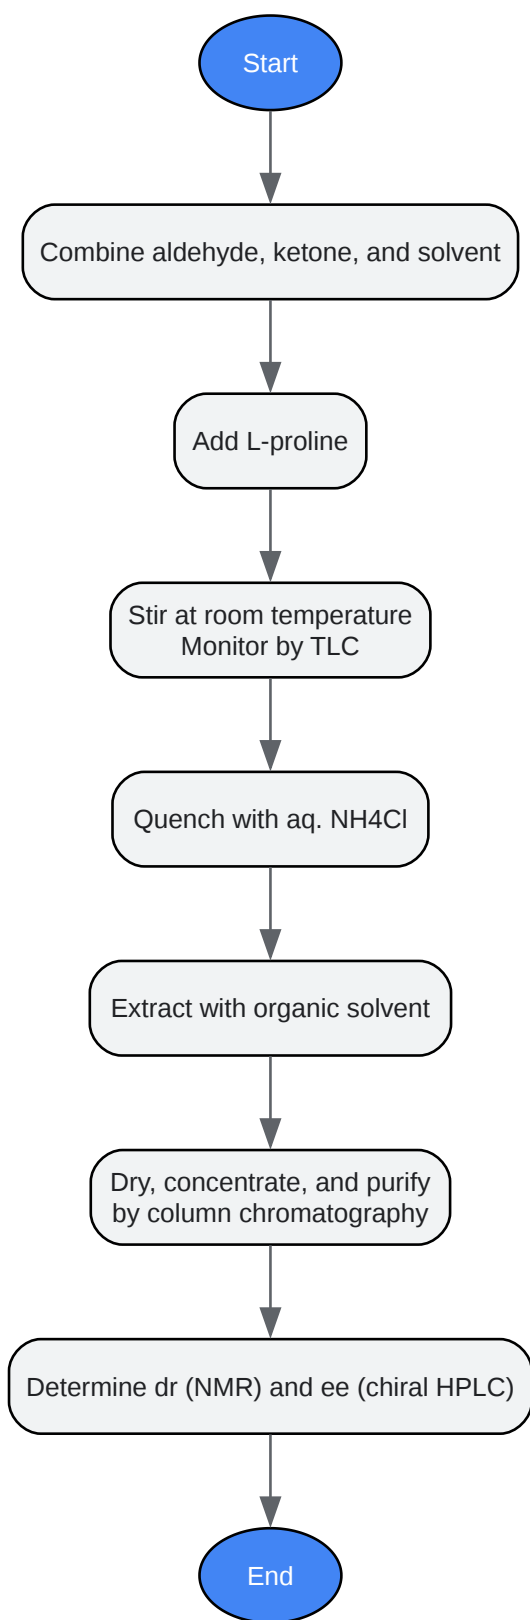 Start
Combine aldehyde, ketone, and solvent
Add L-proline
Stir at room temperature
Monitor by TLC
Quench with aq. NH4Cl
Extract with organic solvent
Dry, concentrate, and purify
by column chromatography
Determine dr (NMR) and ee (chiral HPLC)
End